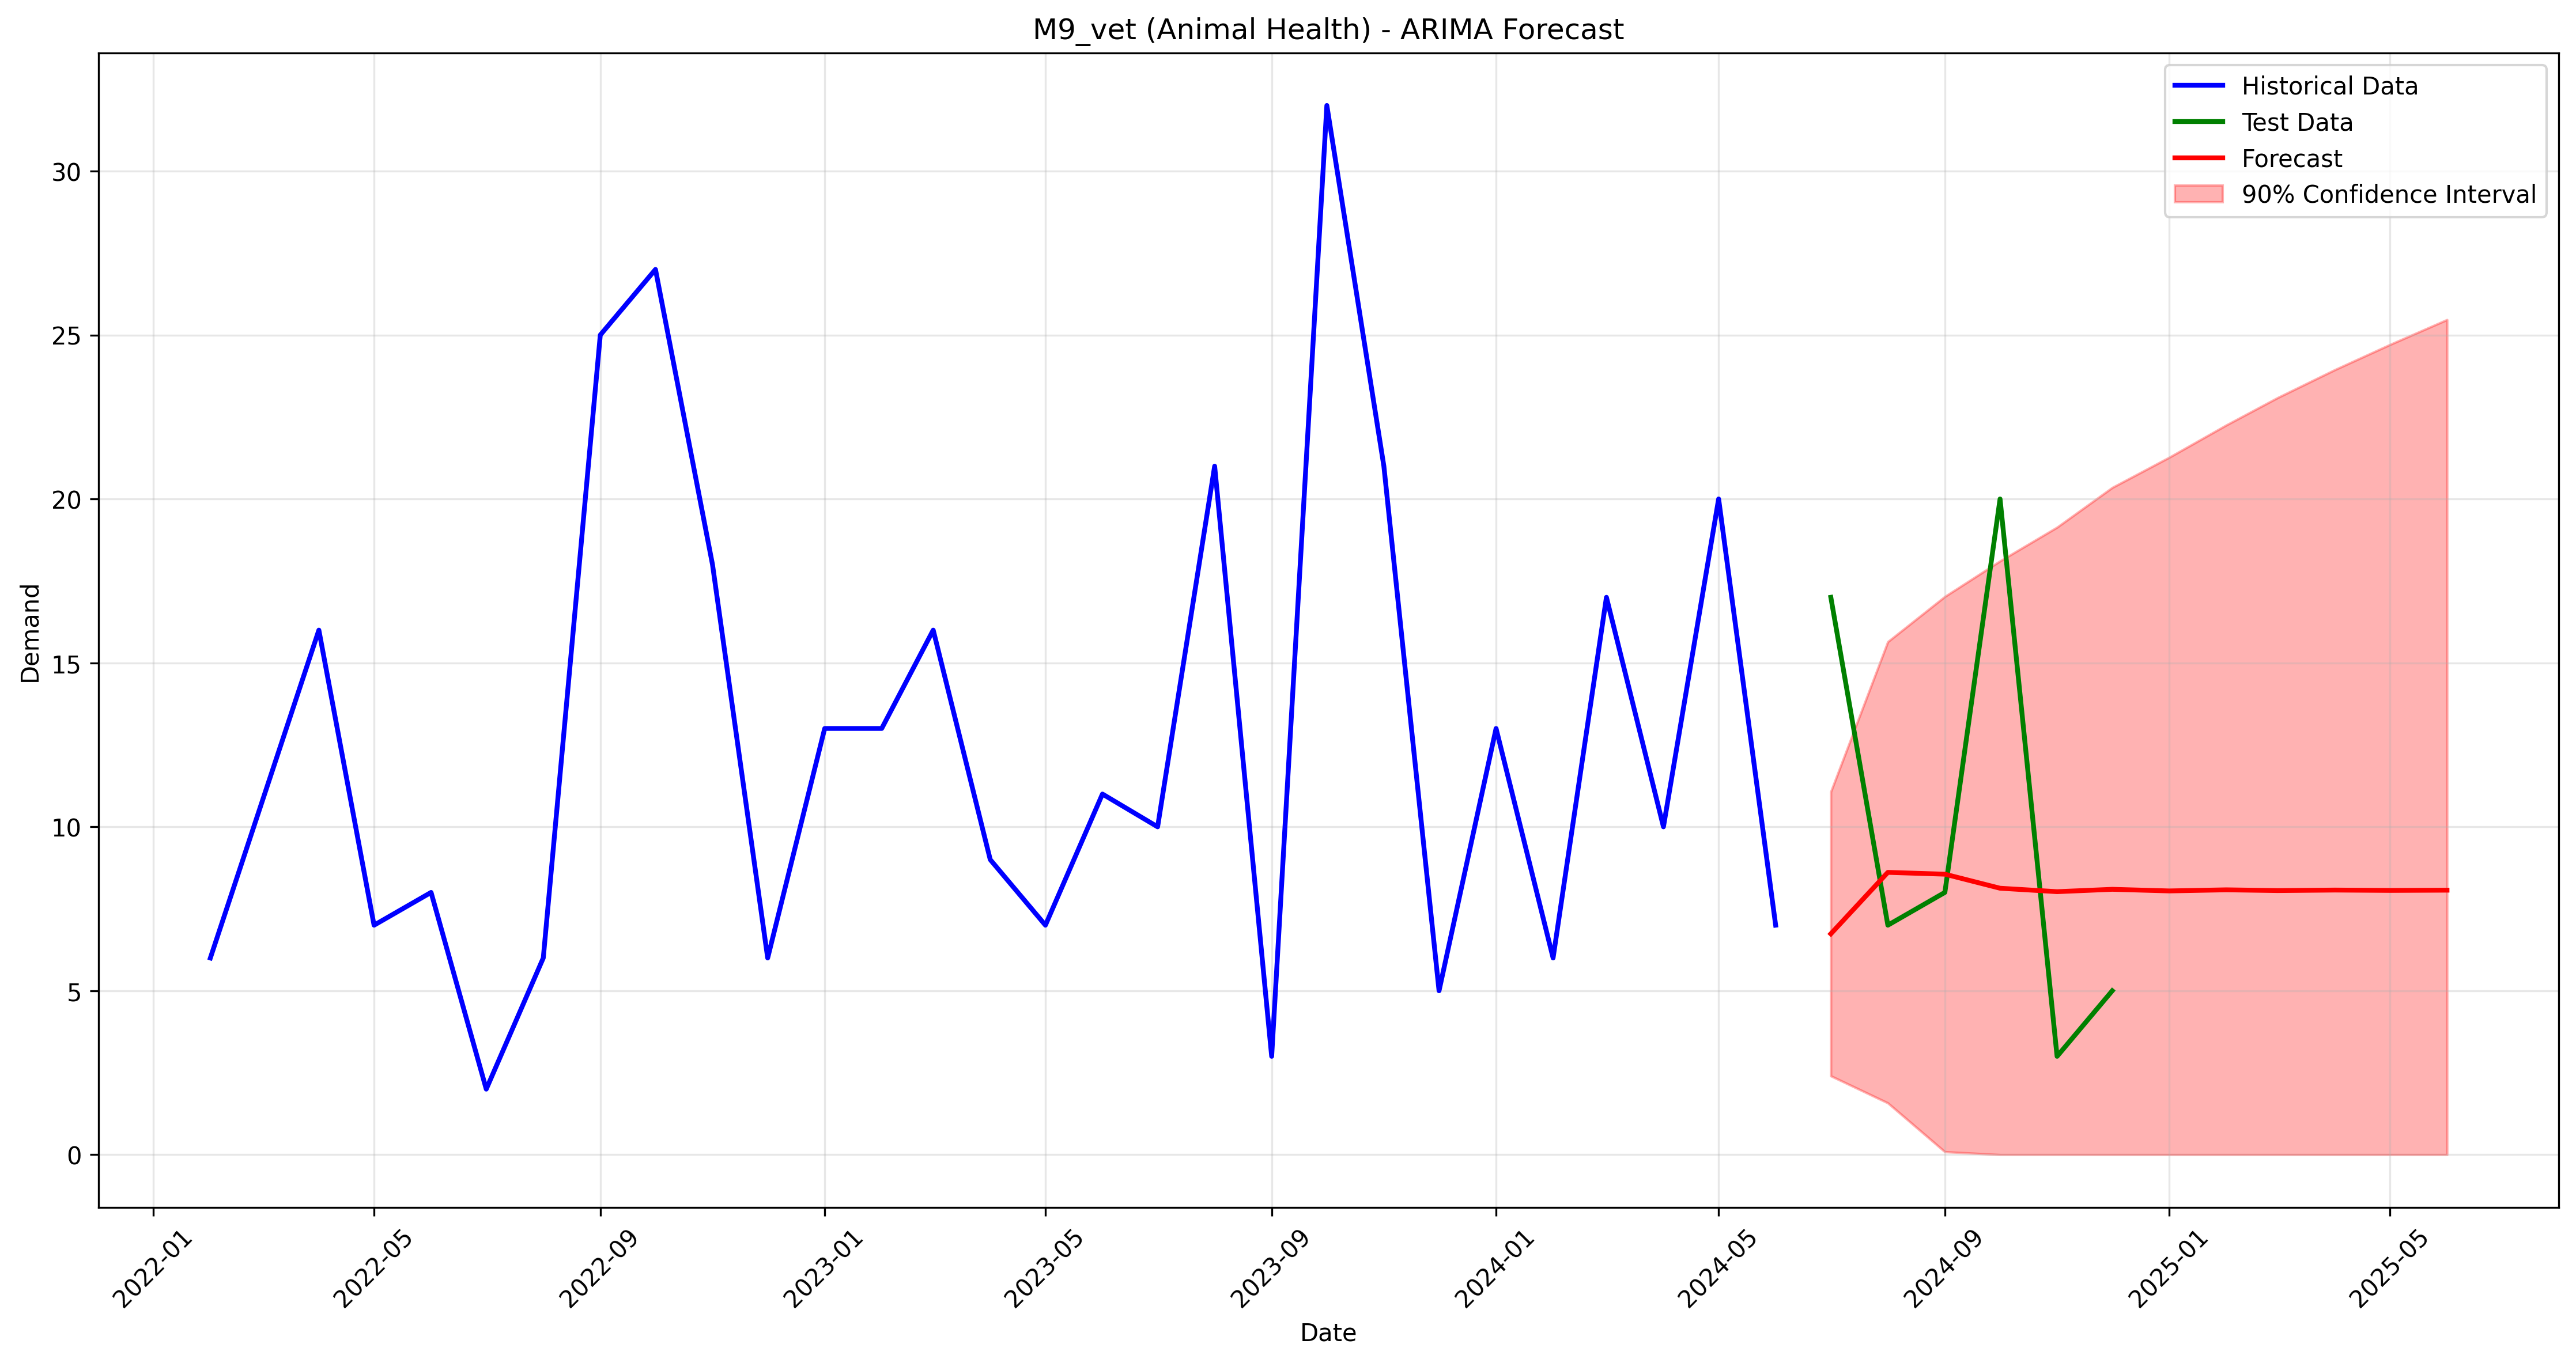 M9_vet (Animal Health) - ARIMA Forecast
Historical Data
Test Data
Forecast
90% Confidence Interval
Demand
30
25
20
15
10
5
0
2022-01
2022-05
2022-09
2023-01
2023-05
2023-09
2024-01
2024-05
2024-09
2025-01
2025-05
Date